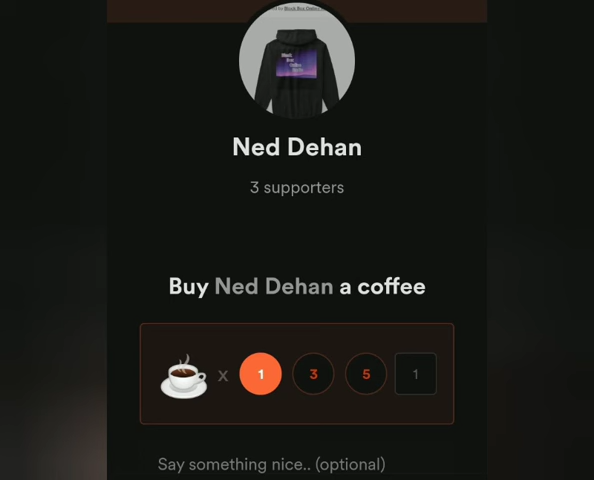 Ned Dehan
3 supporters
Buy Ned Dehan a coffee
x 1 3 5 1
Say something nice.. (optional)